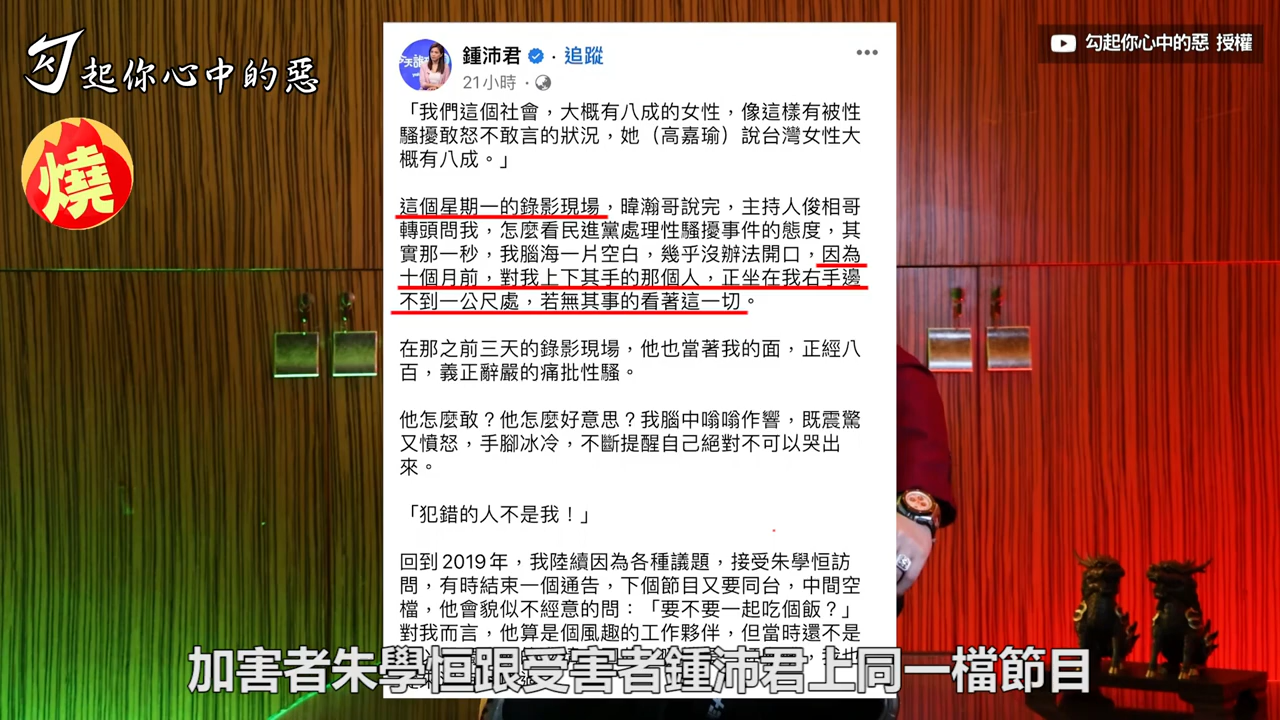 勾起你心中的惡
燒
勾起你心中的惡 授權
鍾沛君 · 追蹤
21小時 ·
「我們這個社會，大概有八成的女性，像這樣有被性
騷擾敢怒不敢言的狀況，她（高嘉瑜）說台灣女性大
概有八成。」
這個星期一的錄影現場，暐瀚哥說完，主持人俊相哥
轉頭問我，怎麼看民進黨處理性騷擾事件的態度，其
實那一秒，我腦海一片空白，幾乎沒辦法開口，因為
十個月前，對我上下其手的那個人，正坐在我右手邊
不到一公尺處，若無其事的看著這一切。
在那之前三天的錄影現場，他也當著我的面，正經八
百，義正辭嚴的痛批性騷。
他怎麼敢？他怎麼好意思？我腦中嗡嗡作響，既震驚
又憤怒，手腳冰冷，不斷提醒自己絕對不可以哭出
來。
「犯錯的人不是我！」
回到2019年，我陸續因為各種議題，接受朱學恒訪
問，有時結束一個通告，下個節目又要同台，中間空
檔，他會貌似不經意的問：「要不要一起吃個飯？」
對我而言，他算是個風趣的工作夥伴，但當時還不是
加害者朱學恒跟受害者鍾沛君上同一檔節目